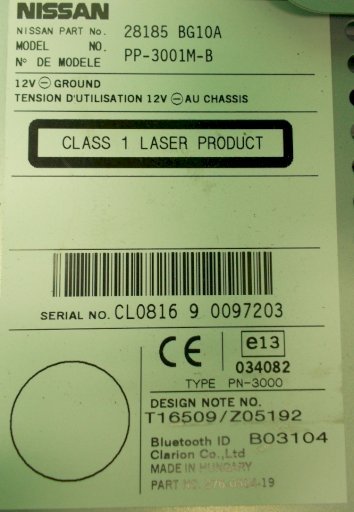 NISSAN
NISSAN PART No. 28185 BG10A
MODEL NO. PP-3001M-B
N° DE MODELE
12V ⊖ GROUND
TENSION D'UTILISATION 12V ⊖ AU CHASSIS
CLASS 1 LASER PRODUCT
SERIAL NO. CL0816 9 0097203
CE e13
034082
TYPE PN-3000
DESIGN NOTE NO.
T16509/Z05192
Bluetooth ID B03104
Clarion Co.,Ltd
MADE IN HUNGARY
PART NO.